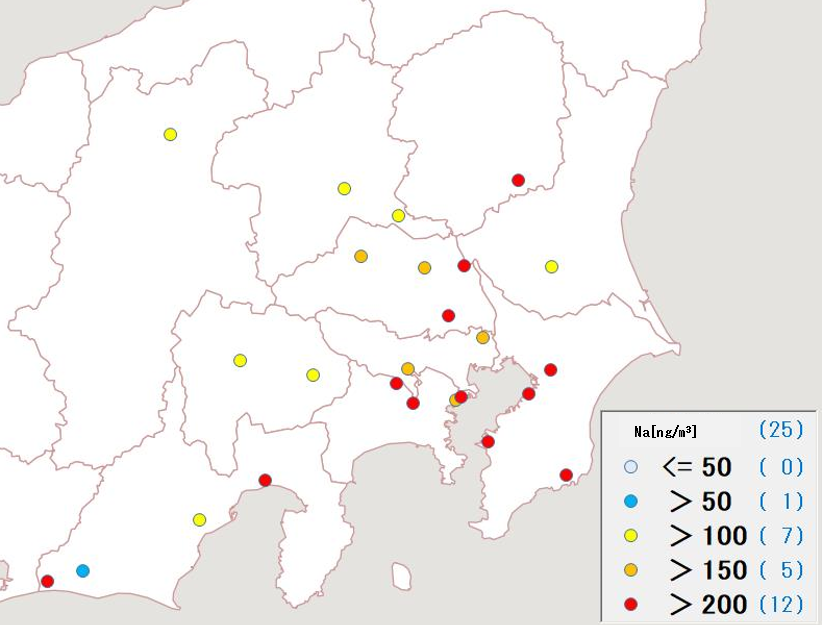 Na[ng/m³] (25)
<= 50 ( 0)
> 50 ( 1)
> 100 ( 7)
> 150 ( 5)
> 200 (12)